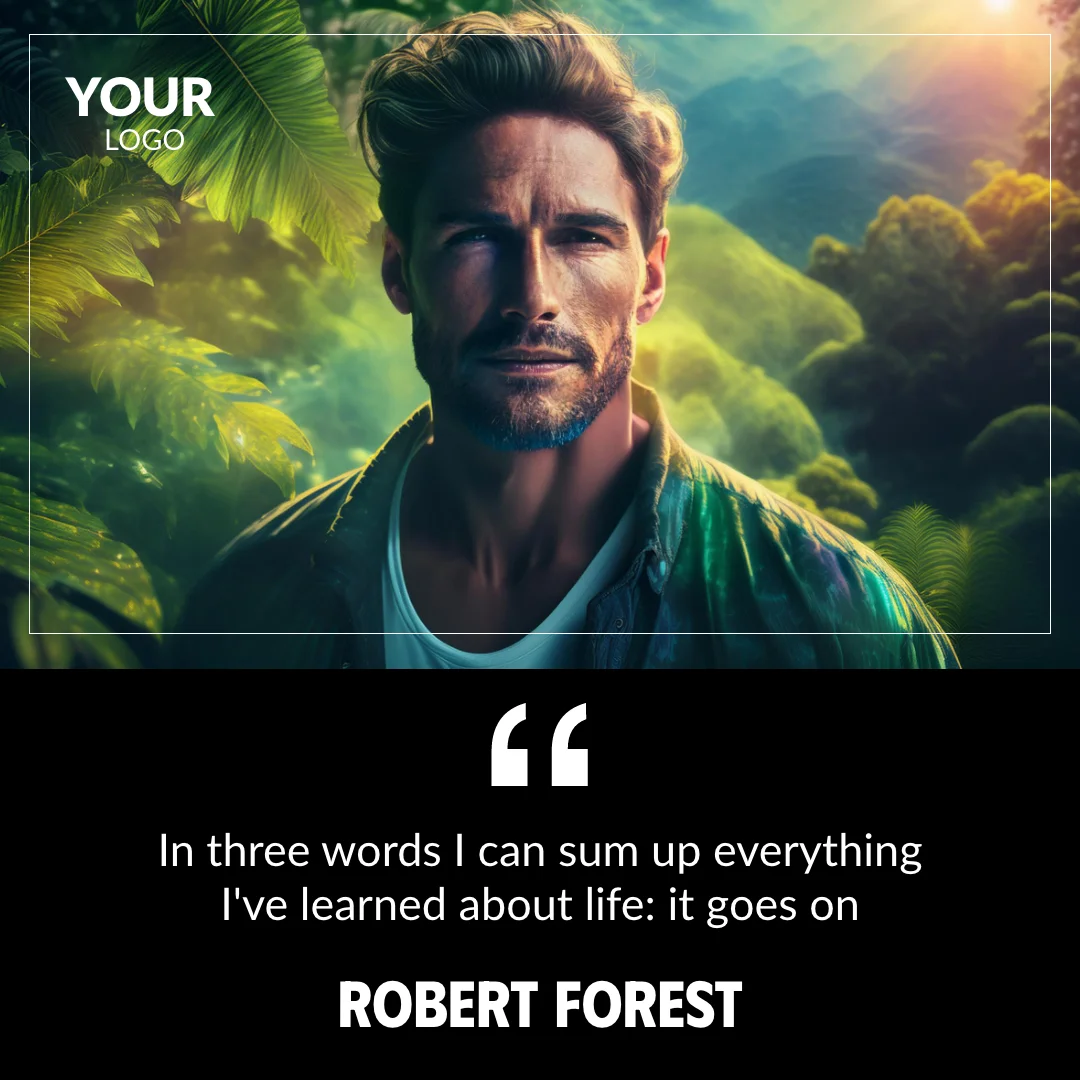 YOUR
LOGO
“
In three words I can sum up everything
I've learned about life: it goes on
ROBERT FOREST